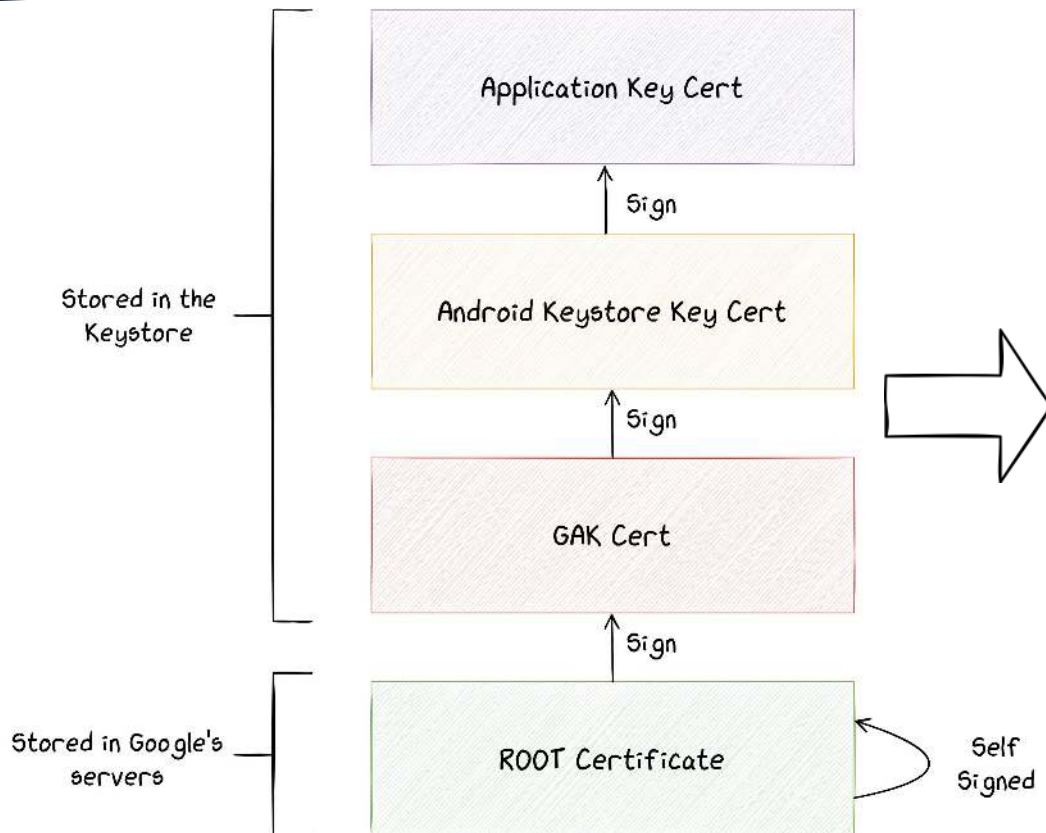 Application Key Cert
Sign
Android Keystore Key Cert
Stored in the
Keystore
Sign
GAK Cert
Sign
ROOT Certificate
Stored in Google's
servers
Self
Signed